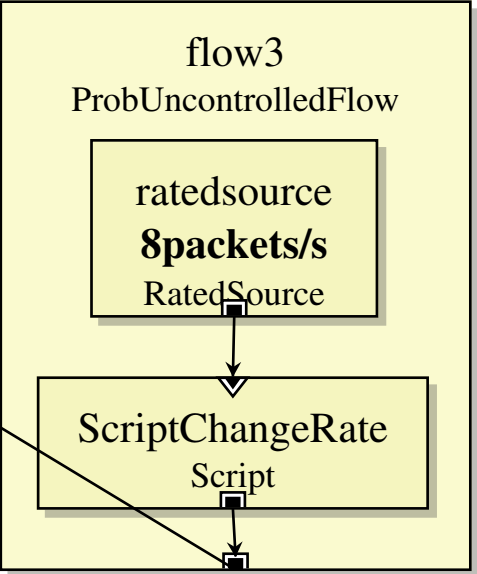 flow3
ProbUncontrolledFlow
ratedsource
8packets/s
RatedSource
ScriptChangeRate
Script